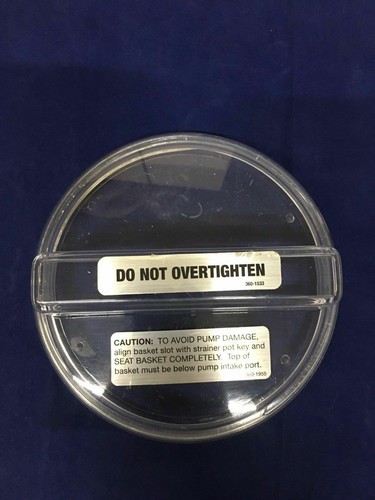 DO NOT OVERTIGHTEN
360-1533
CAUTION: TO AVOID PUMP DAMAGE,
align basket slot with strainer pot key and
SEAT BASKET COMPLETELY. Top of
basket must be below pump intake port.